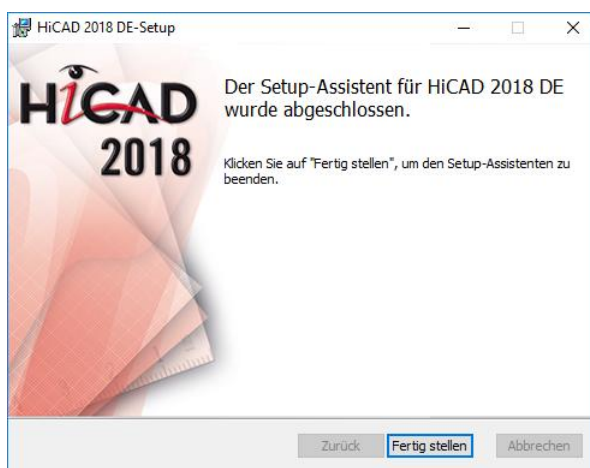 HiCAD 2018 DE-Setup
HiCAD
2018
Der Setup-Assistent für HiCAD 2018 DE
wurde abgeschlossen.
Klicken Sie auf "Fertig stellen", um den Setup-Assistenten zu
beenden.
Zurück
Fertig stellen
Abbrechen